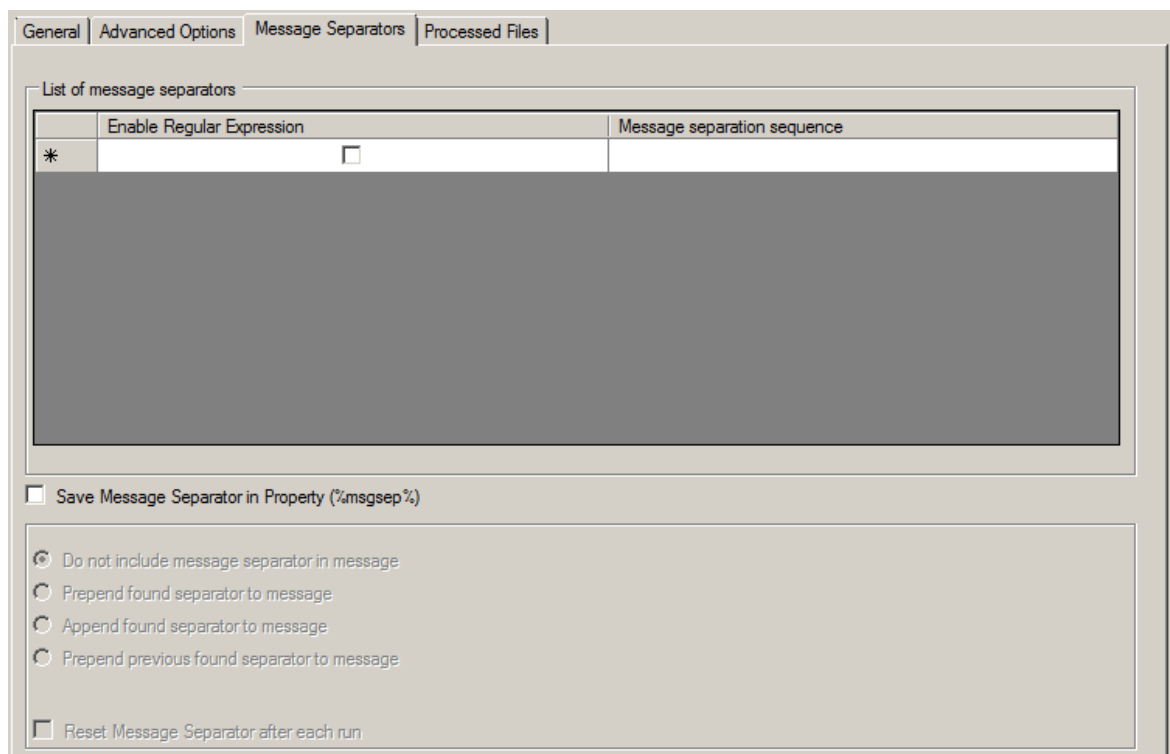 General Advanced Options Message Separators Processed Files
List of message separators
Enable Regular Expression Message separation sequence
*
Save Message Separator in Property (%msgsep%)
Do not include message separator in message
Prepend found separator to message
Append found separator to message
Prepend previous found separator to message
Reset Message Separator after each run